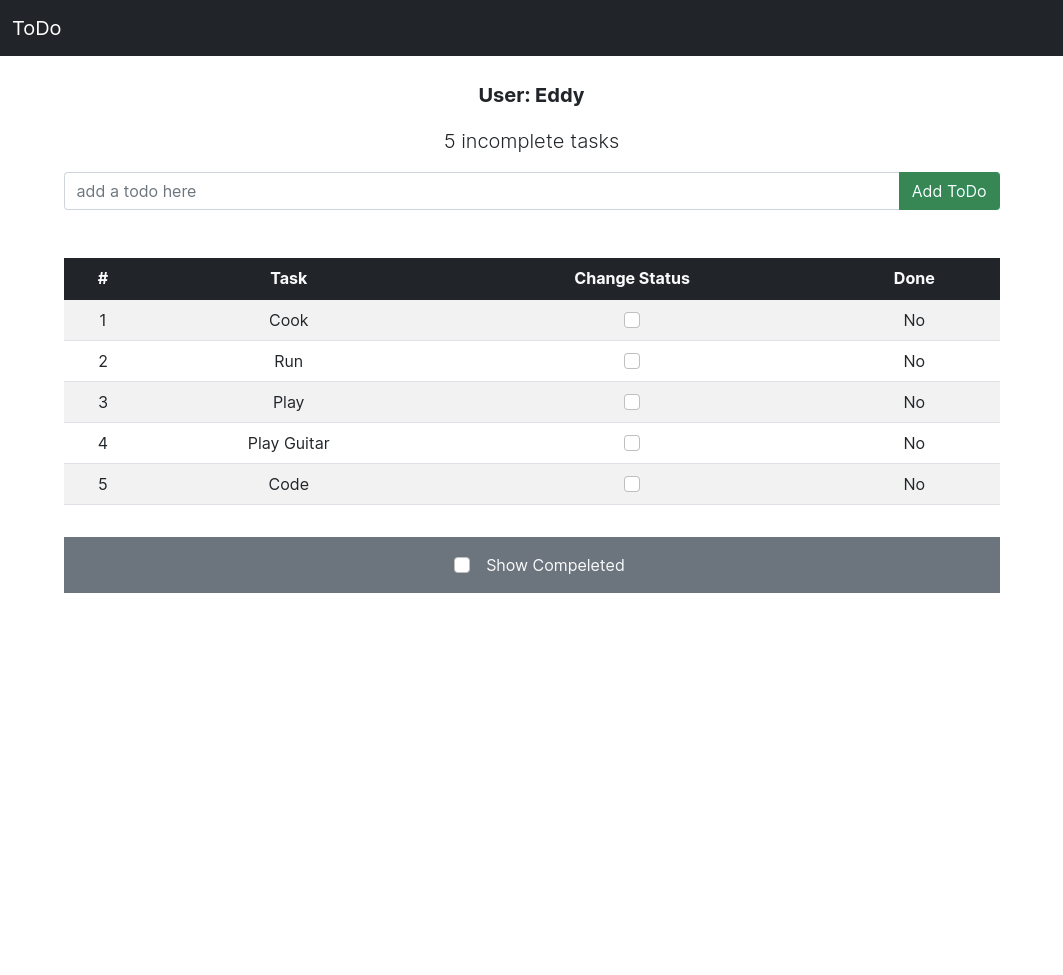 ToDo
User: Eddy
5 incomplete tasks
add a todo here Add ToDo
# Task Change Status Done
1 Cook No
2 Run No
3 Play No
4 Play Guitar No
5 Code No
Show Compeleted